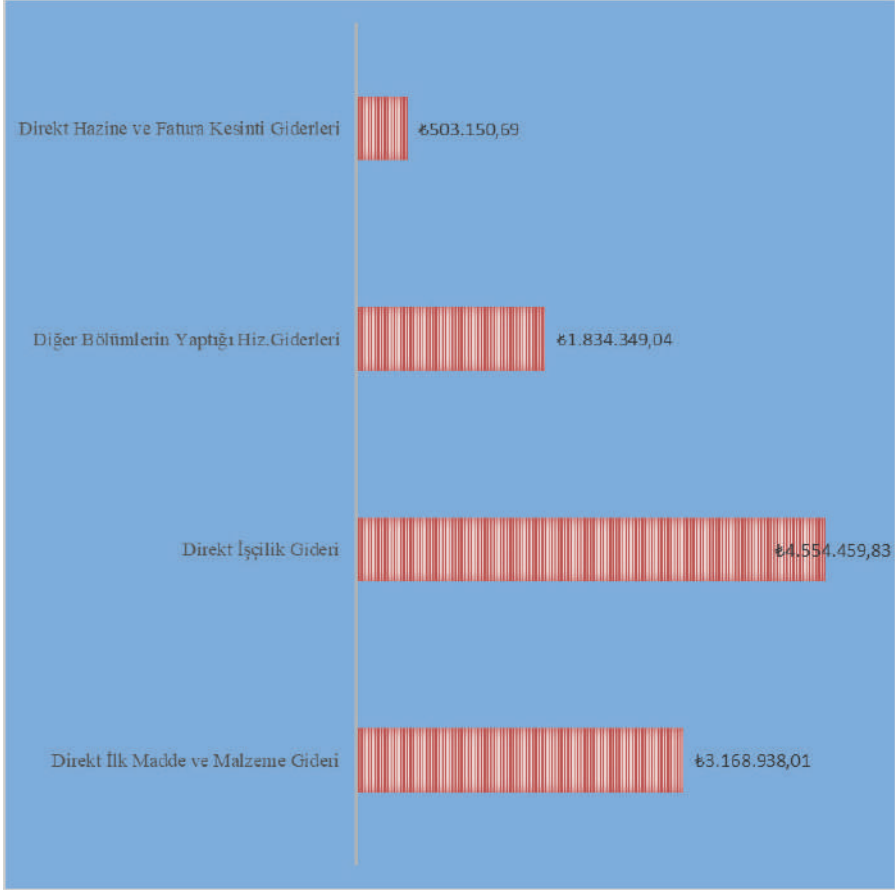 Direkt Hazine ve Fatura Kesinti Giderleri ₺503.150,69
Diğer Bölümlerin Yaptığı Hiz.Giderleri ₺1.834.349,04
Direkt İşçilik Gideri ₺4.554.459,83
Direkt İlk Madde ve Malzeme Gideri ₺3.168.938,01